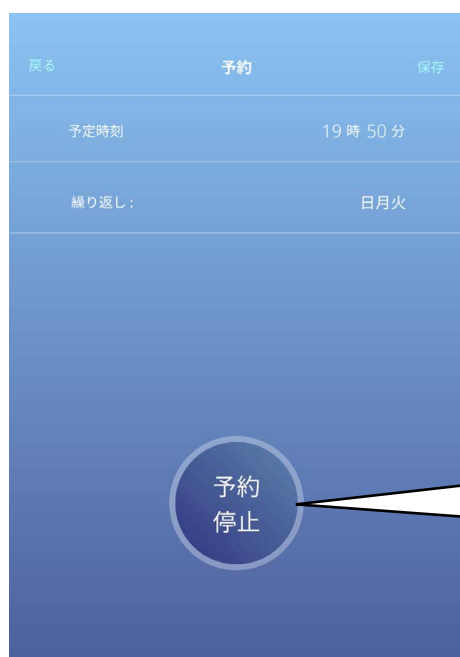 戻る 予約 保存
予定時刻 19 時 50 分
繰り返し : 日月火
予約
停止